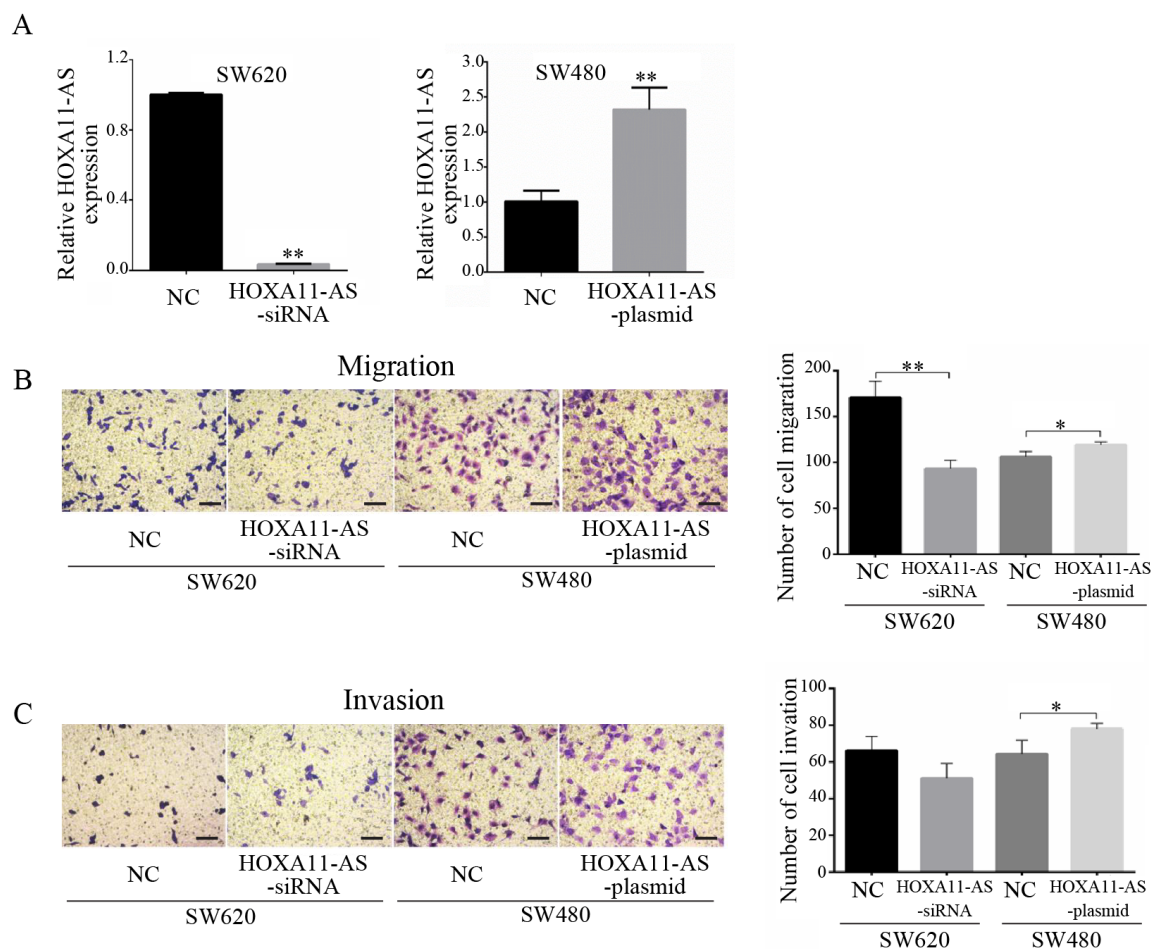 A
Relative HOXA11-AS
expression
1.2
0.8
0.4
0.0
SW620
**
NC
HOXA11-AS
-siRNA
Relative HOXA11-AS
expression
3.0
2.5
2.0
1.5
1.0
0.5
0.0
SW480
**
NC
HOXA11-AS
-plasmid
B
Migration
NC
HOXA11-AS
-siRNA
NC
HOXA11-AS
-plasmid
SW620
SW480
Number of cell migaration
200
150
100
50
0
**
*
NC
HOXA11-AS
-siRNA
NC
HOXA11-AS
-plasmid
SW620
SW480
C
Invasion
NC
HOXA11-AS
-siRNA
NC
HOXA11-AS
-plasmid
SW620
SW480
Number of cell invation
100
80
60
40
20
0
*
NC
HOXA11-AS
-siRNA
NC
HOXA11-AS
-plasmid
SW620
SW480